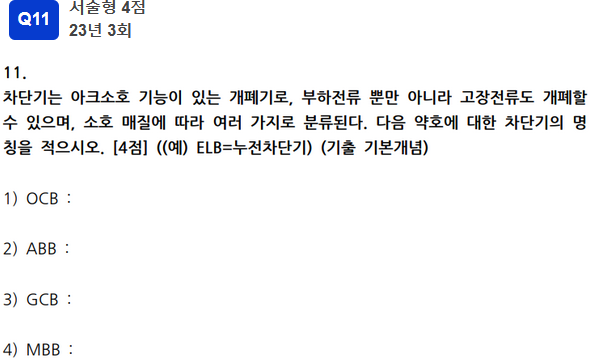 Q11
서술형 4점
23년 3회
11.
차단기는 아크소호 기능이 있는 개폐기로, 부하전류 뿐만 아니라 고장전류도 개폐할
수 있으며, 소호 매질에 따라 여러 가지로 분류된다. 다음 약호에 대한 차단기의 명
칭을 적으시오. [4점] ((예) ELB=누전차단기) (기출 기본개념)
1) OCB :
2) ABB :
3) GCB :
4) MBB :